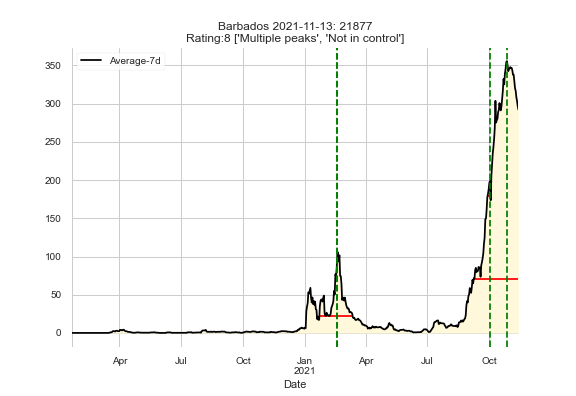 Barbados 2021-11-13: 21877
Rating:8 ['Multiple peaks', 'Not in control']
Average-7d
350
300
250
200
150
100
50
0
Apr Jul Oct Jan Apr Jul Oct
2021
Date